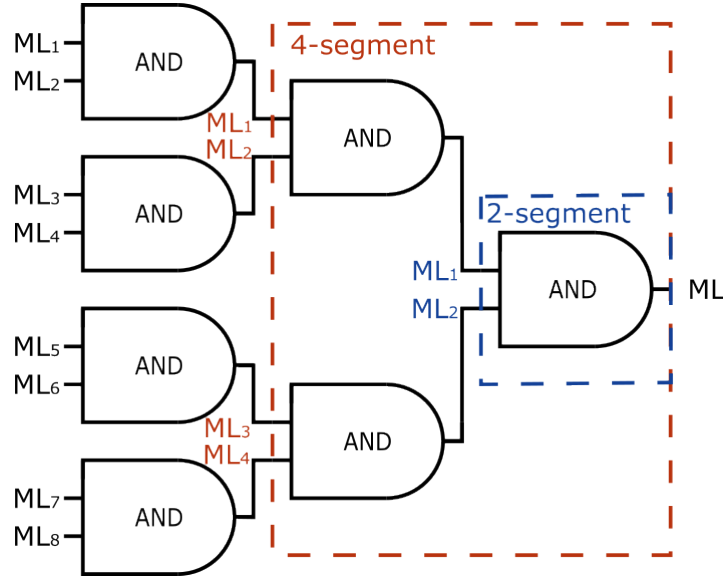 4-segment
ML₁
AND
ML₂
ML₁
AND
ML₂
ML₃
AND
2-segment
ML₄
ML₁
AND
ML
ML₂
ML₅
AND
ML₆
ML₃
AND
ML₄
ML₇
AND
ML₈